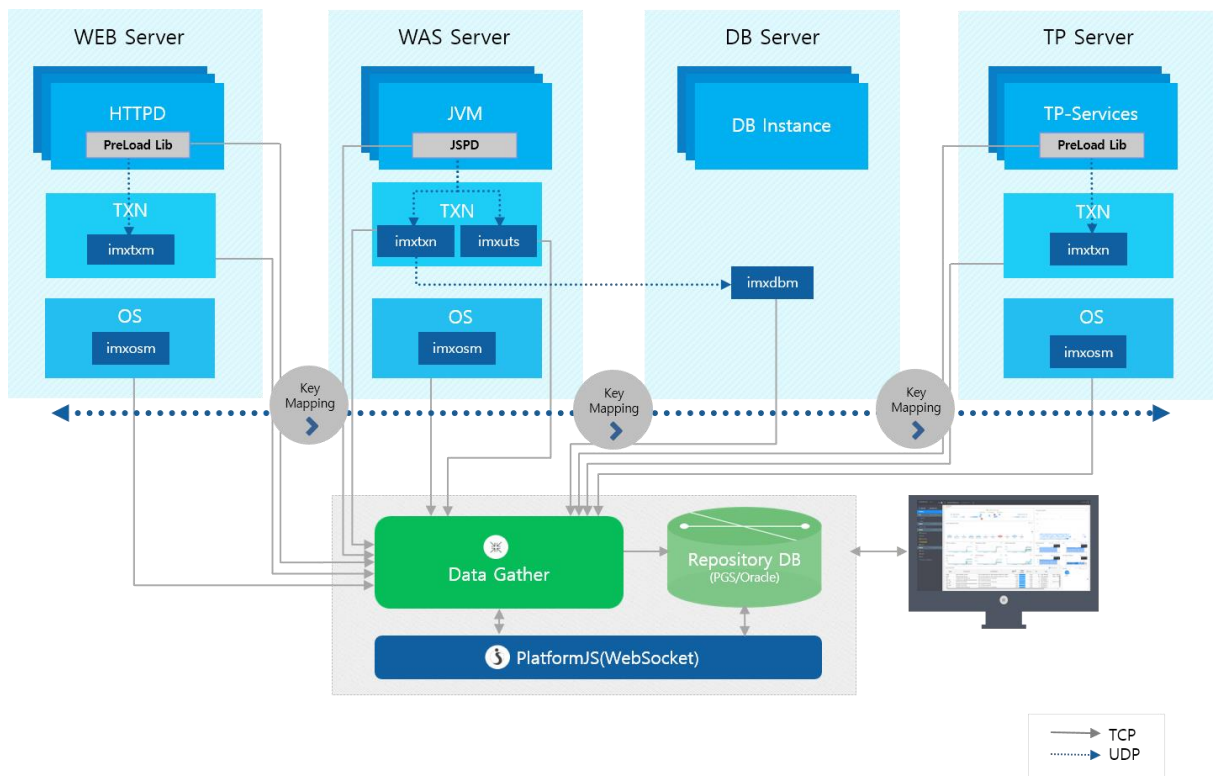 WEB Server
WAS Server
DB Server
TP Server
HTTPD
PreLoad Lib
JVM
JSPD
DB Instance
TP-Services
PreLoad Lib
TXN
imxtxm
TXN
imxtxn
imxuts
imxdbm
TXN
imxtxn
OS
imxosm
OS
imxosm
OS
imxosm
Key
Mapping
Key
Mapping
Key
Mapping
Data Gather
Repository DB
(PGS/Oracle)
PlatformJS(WebSocket)
TCP
UDP